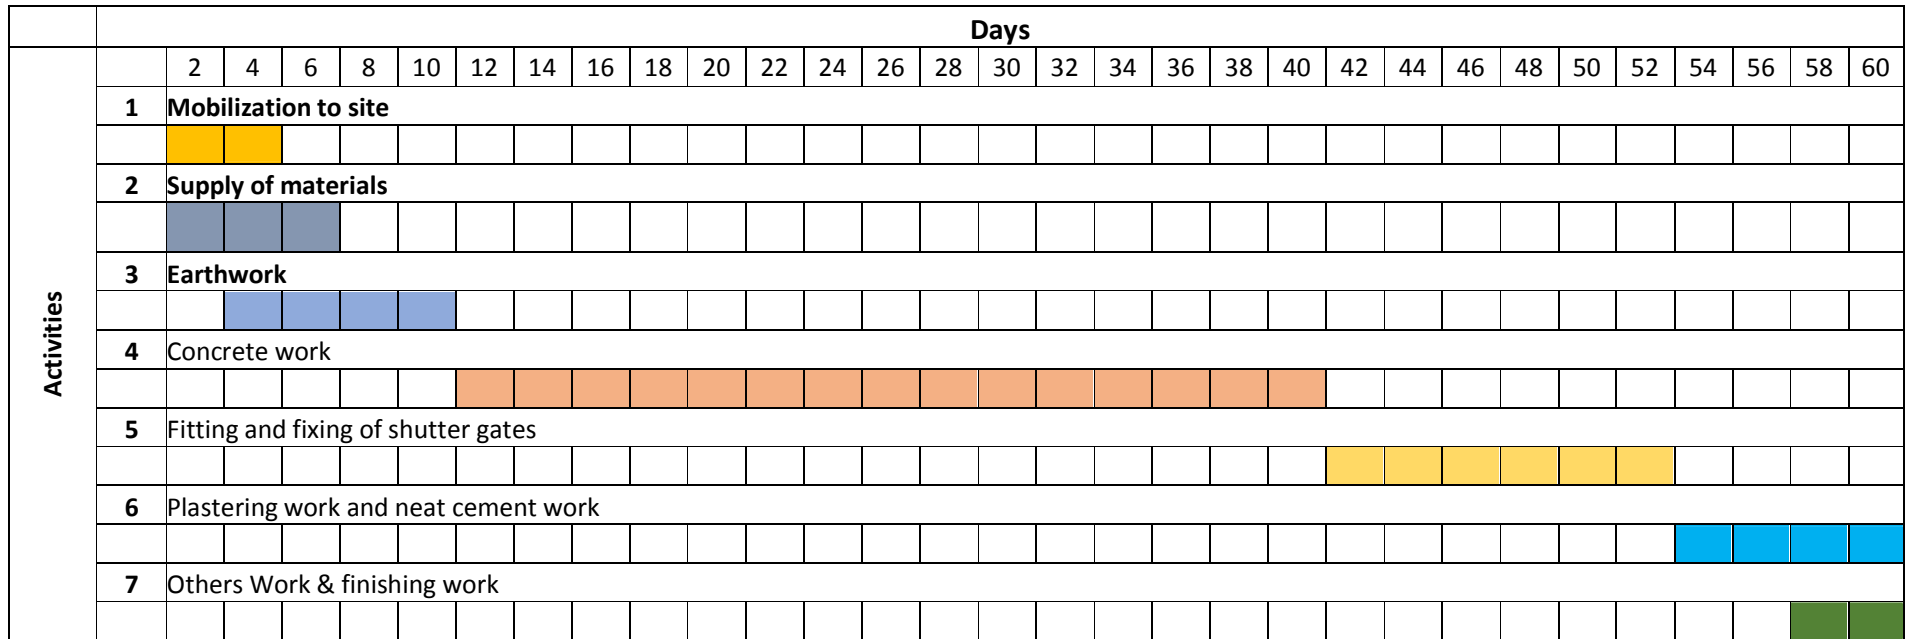 Days
2 4 6 8 10 12 14 16 18 20 22 24 26 28 30 32 34 36 38 40 42 44 46 48 50 52 54 56 58 60
Activities
1 Mobilization to site
2 Supply of materials
3 Earthwork
4 Concrete work
5 Fitting and fixing of shutter gates
6 Plastering work and neat cement work
7 Others Work & finishing work